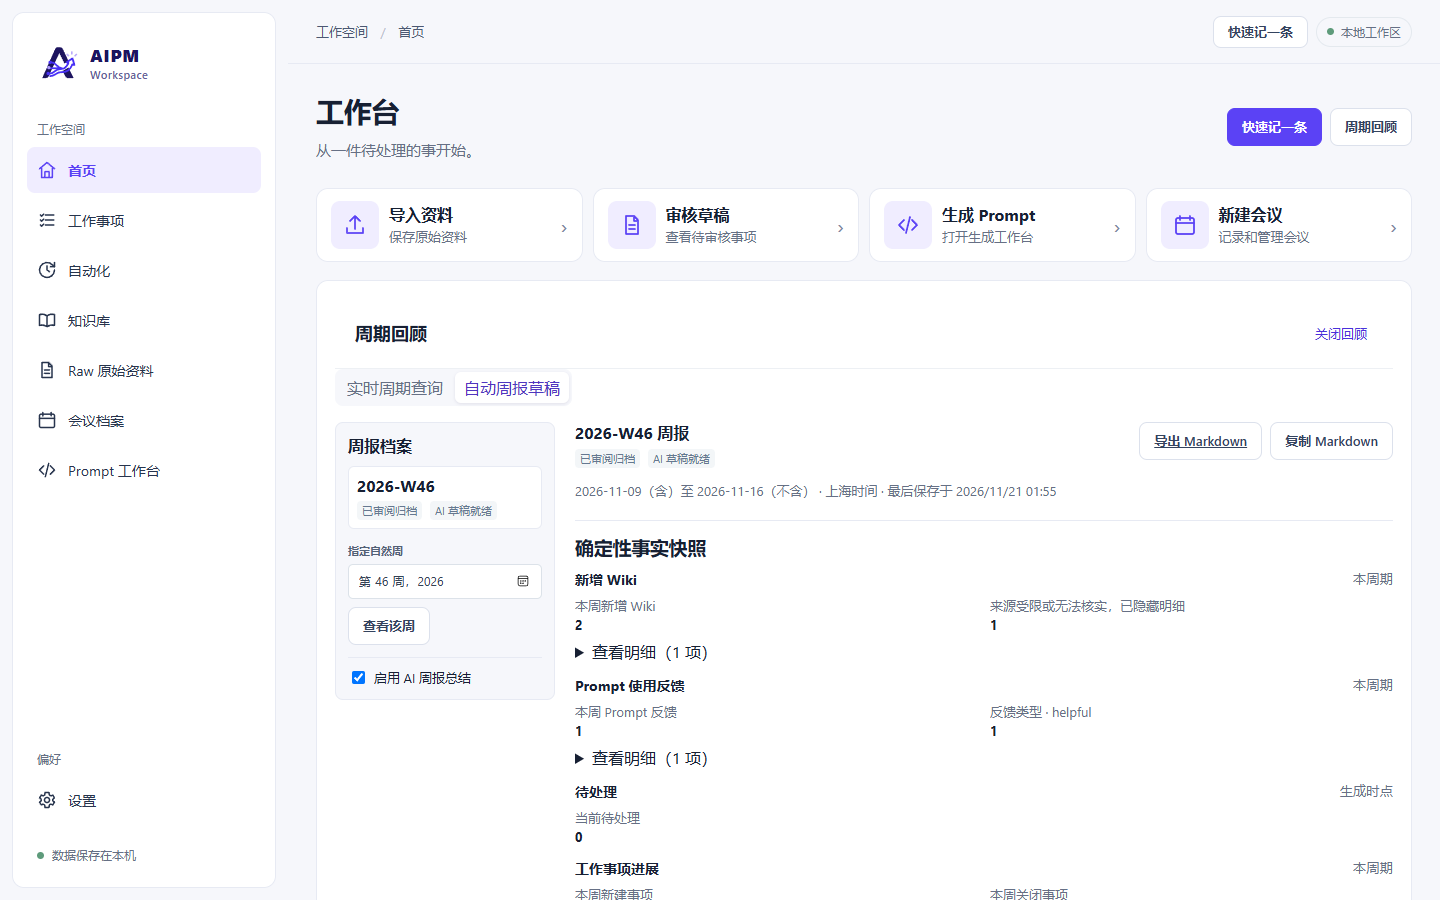 AIPM
Workspace
工作空间
首页
工作事项
自动化
知识库
Raw 原始资料
会议档案
Prompt 工作台
偏好
设置
数据保存在本机
工作空间 / 首页
快速记一条
本地工作区
工作台
从一件待处理的事开始。
快速记一条
周期回顾
导入资料
保存原始资料
审核草稿
查看待审核事项
生成 Prompt
打开生成工作台
新建会议
记录和管理会议
周期回顾
关闭回顾
实时周期查询
自动周报草稿
周报档案
2026-W46
已审阅归档 AI 草稿就绪
指定自然周
第 46 周, 2026
查看该周
启用 AI 周报总结
2026-W46 周报
已审阅归档 AI 草稿就绪
导出 Markdown
复制 Markdown
2026-11-09（含）至 2026-11-16（不含） · 上海时间 · 最后保存于 2026/11/21 01:55
确定性事实快照
新增 Wiki 本周期
本周新增 Wiki 来源受限或无法核实，已隐藏明细
2 1
查看明细（1 项）
Prompt 使用反馈 本周期
本周 Prompt 反馈 反馈类型 · helpful
1 1
查看明细（1 项）
待处理 生成时点
当前待处理
0
工作事项进展 本周期
本周新建事项 本周关闭事项